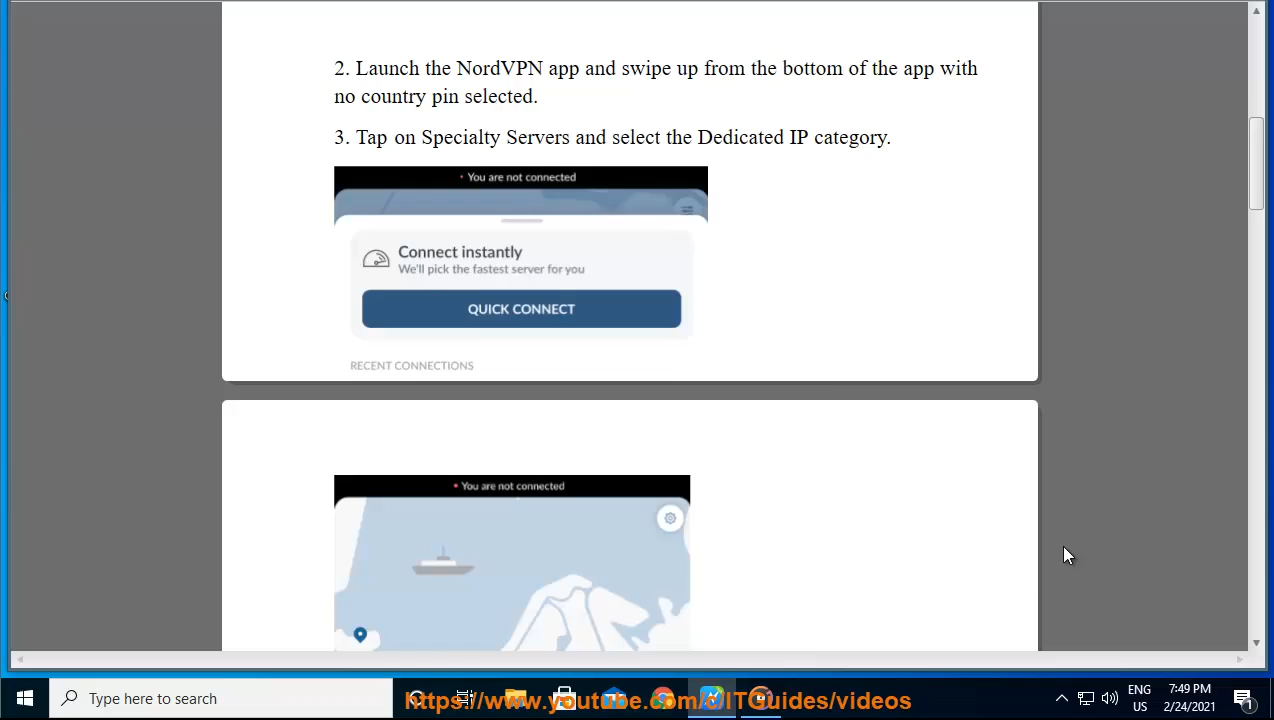 2. Launch the NordVPN app and swipe up from the bottom of the app with
no country pin selected.
3. Tap on Specialty Servers and select the Dedicated IP category.
You are not connected
Connect instantly
We'll pick the fastest server for you
QUICK CONNECT
RECENT CONNECTIONS
You are not connected
Type here to search
https://www.youtube.com/c/ITGuides/videos
ENG
US
7:49 PM
2/24/2021
1